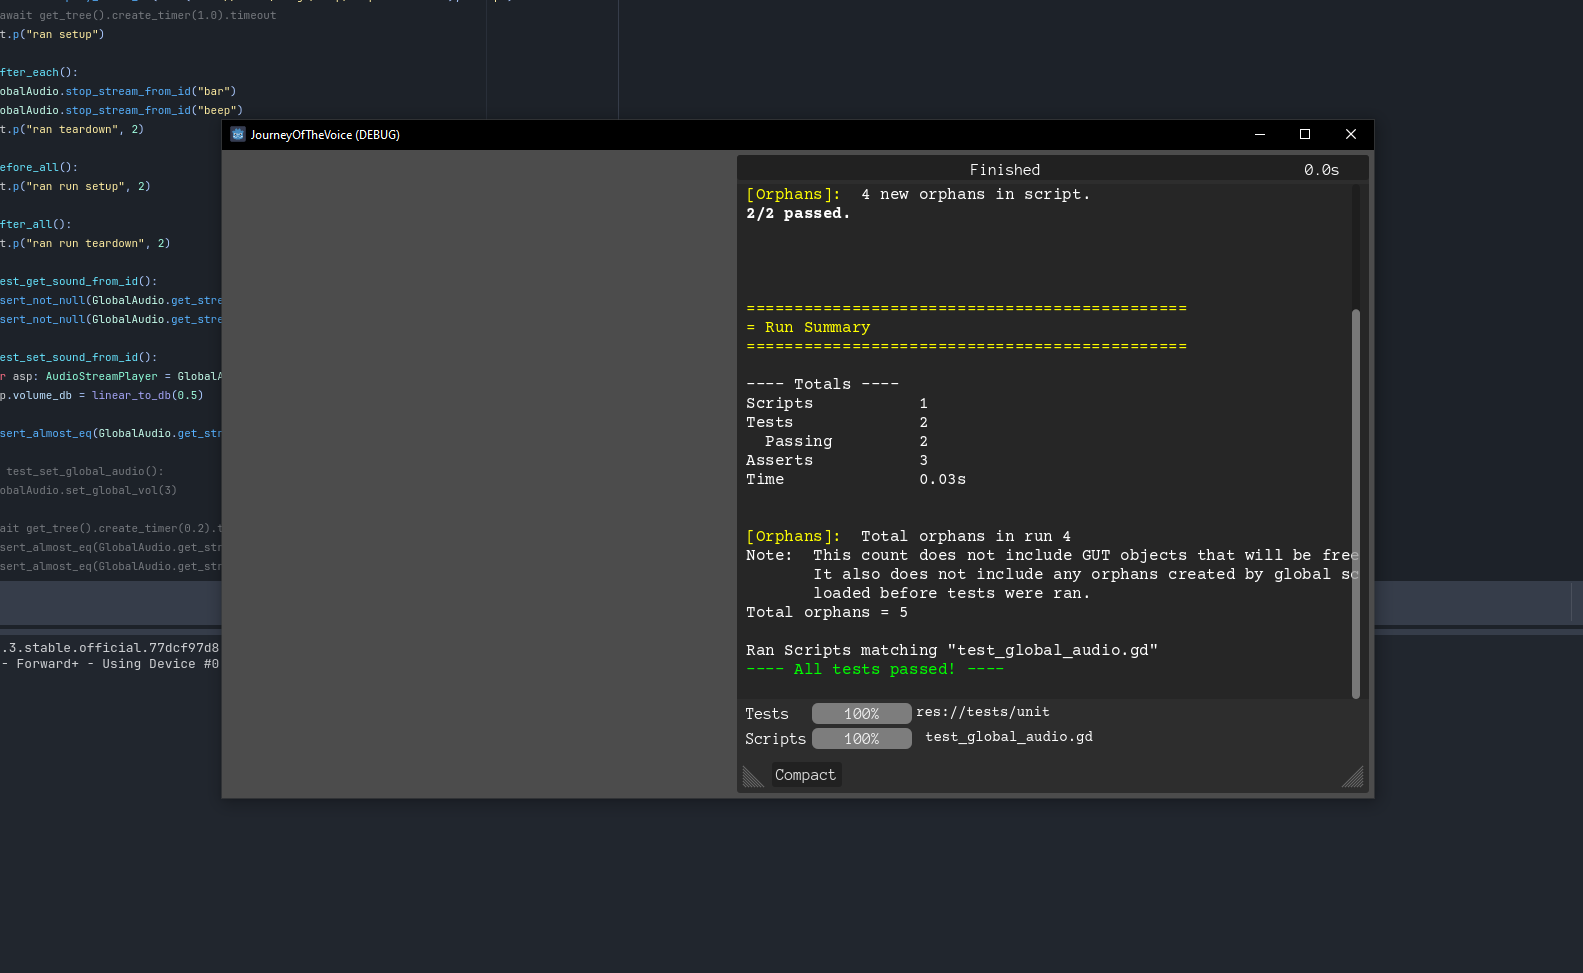 await get_tree().create_timer(1.0).timeout
t.p("ran setup")
fter_each():
obalAudio.stop_stream_from_id("bar")
obalAudio.stop_stream_from_id("beep")
t.p("ran teardown", 2)
efore_all():
t.p("ran run setup", 2)
fter_all():
t.p("ran run teardown", 2)
est_get_sound_from_id():
sert_not_null(GlobalAudio.get_stre
sert_not_null(GlobalAudio.get_stre
est_set_sound_from_id():
r asp: AudioStreamPlayer = GlobalA
p.volume_db = linear_to_db(0.5)
sert_almost_eq(GlobalAudio.get_str
test_set_global_audio():
obalAudio.set_global_vol(3)
ait get_tree().create_timer(0.2).t
sert_almost_eq(GlobalAudio.get_str
sert_almost_eq(GlobalAudio.get_str
.3.stable.official.77dcf97d8
- Forward+ - Using Device #0
JourneyOfTheVoice (DEBUG)
Finished 0.0s
[Orphans]: 4 new orphans in script.
2/2 passed.
==============================================
= Run Summary
==============================================
---- Totals ----
Scripts 1
Tests 2
Passing 2
Asserts 3
Time 0.03s
[Orphans]: Total orphans in run 4
Note: This count does not include GUT objects that will be free
It also does not include any orphans created by global sc
loaded before tests were ran.
Total orphans = 5
Ran Scripts matching "test_global_audio.gd"
---- All tests passed! ----
Tests 100% res://tests/unit
Scripts 100% test_global_audio.gd
Compact